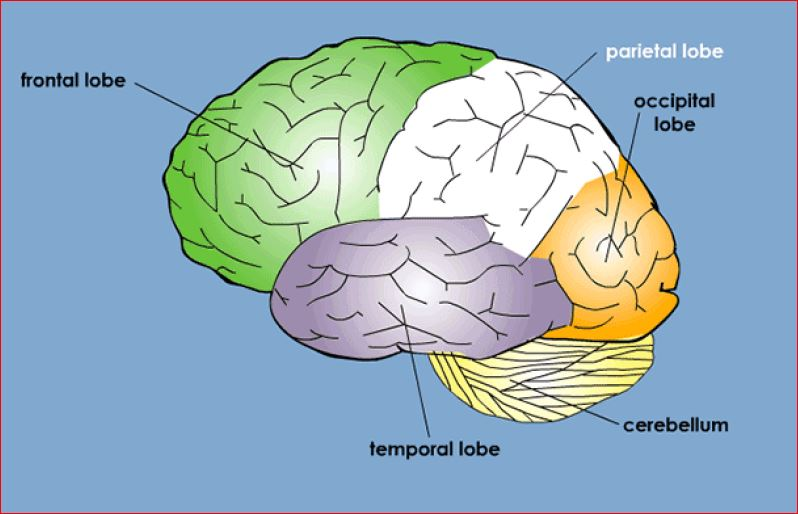 parietal lobe
frontal lobe
occipital
lobe
cerebellum
temporal lobe